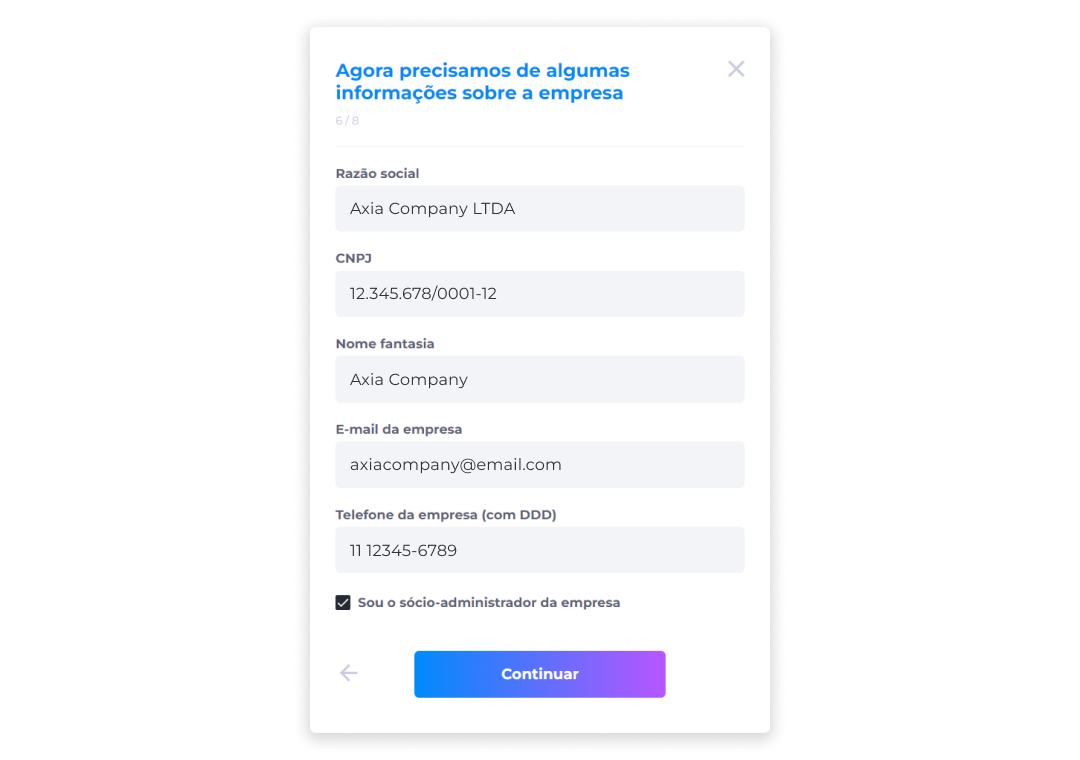 Agora precisamos de algumas
informações sobre a empresa
6 / 8
Razão social
Axia Company LTDA
CNPJ
12.345.678/0001-12
Nome fantasia
Axia Company
E-mail da empresa
axiacompany@email.com
Telefone da empresa (com DDD)
11 12345-6789
Sou o sócio-administrador da empresa
Continuar